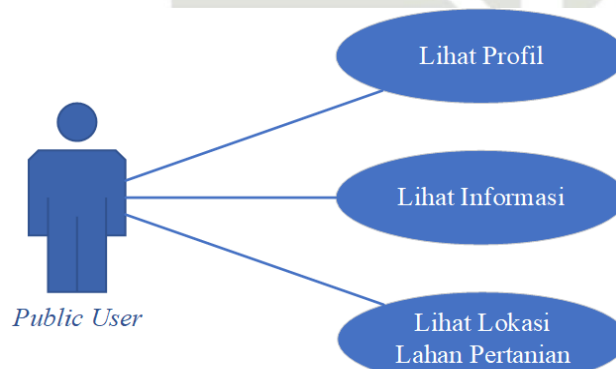 Lihat Profil
Lihat Informasi
Public User
Lihat Lokasi
Lahan Pertanian